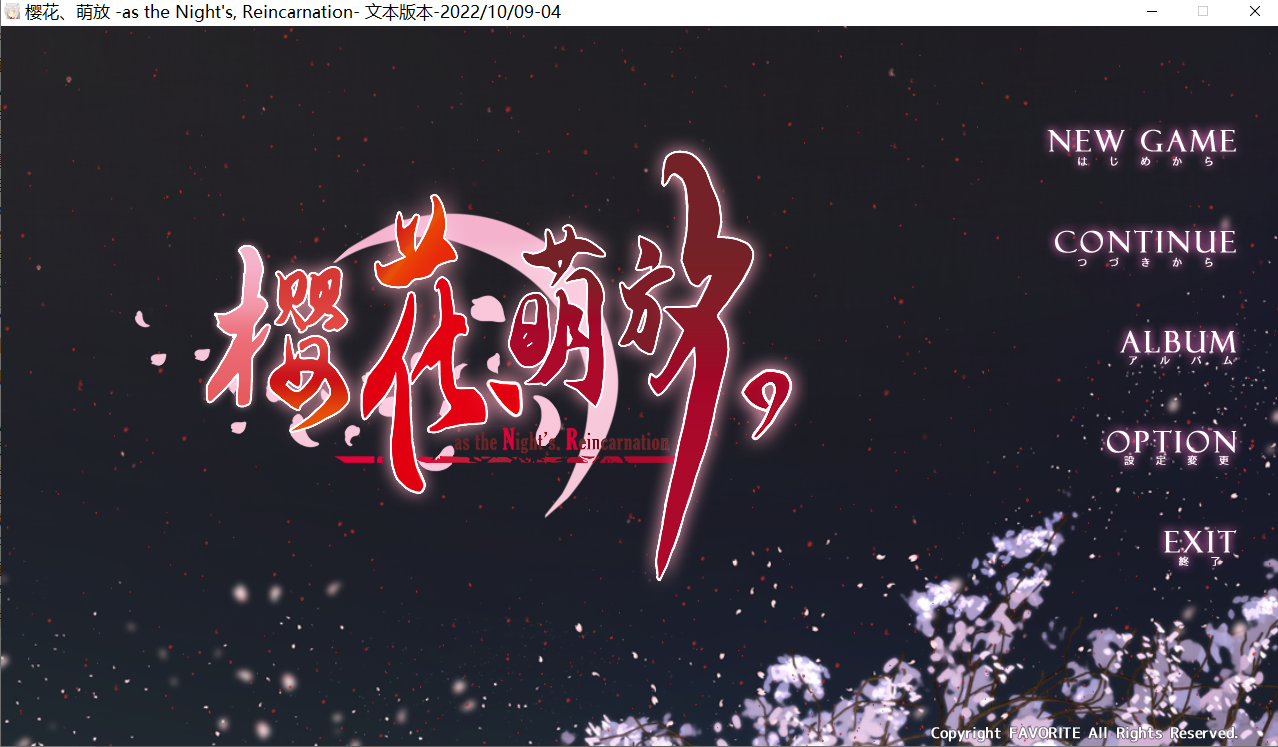 樱花、萌放 -as the Night's, Reincarnation- 文本版本-2022/10/09-04
樱花、萌放。
as the Night's, Reincarnation
NEW GAME
はじめから
CONTINUE
つづきから
ALBUM
アルバム
OPTION
設定変更
EXIT
終了
Copyright FAVORITE All Rights Reserved.